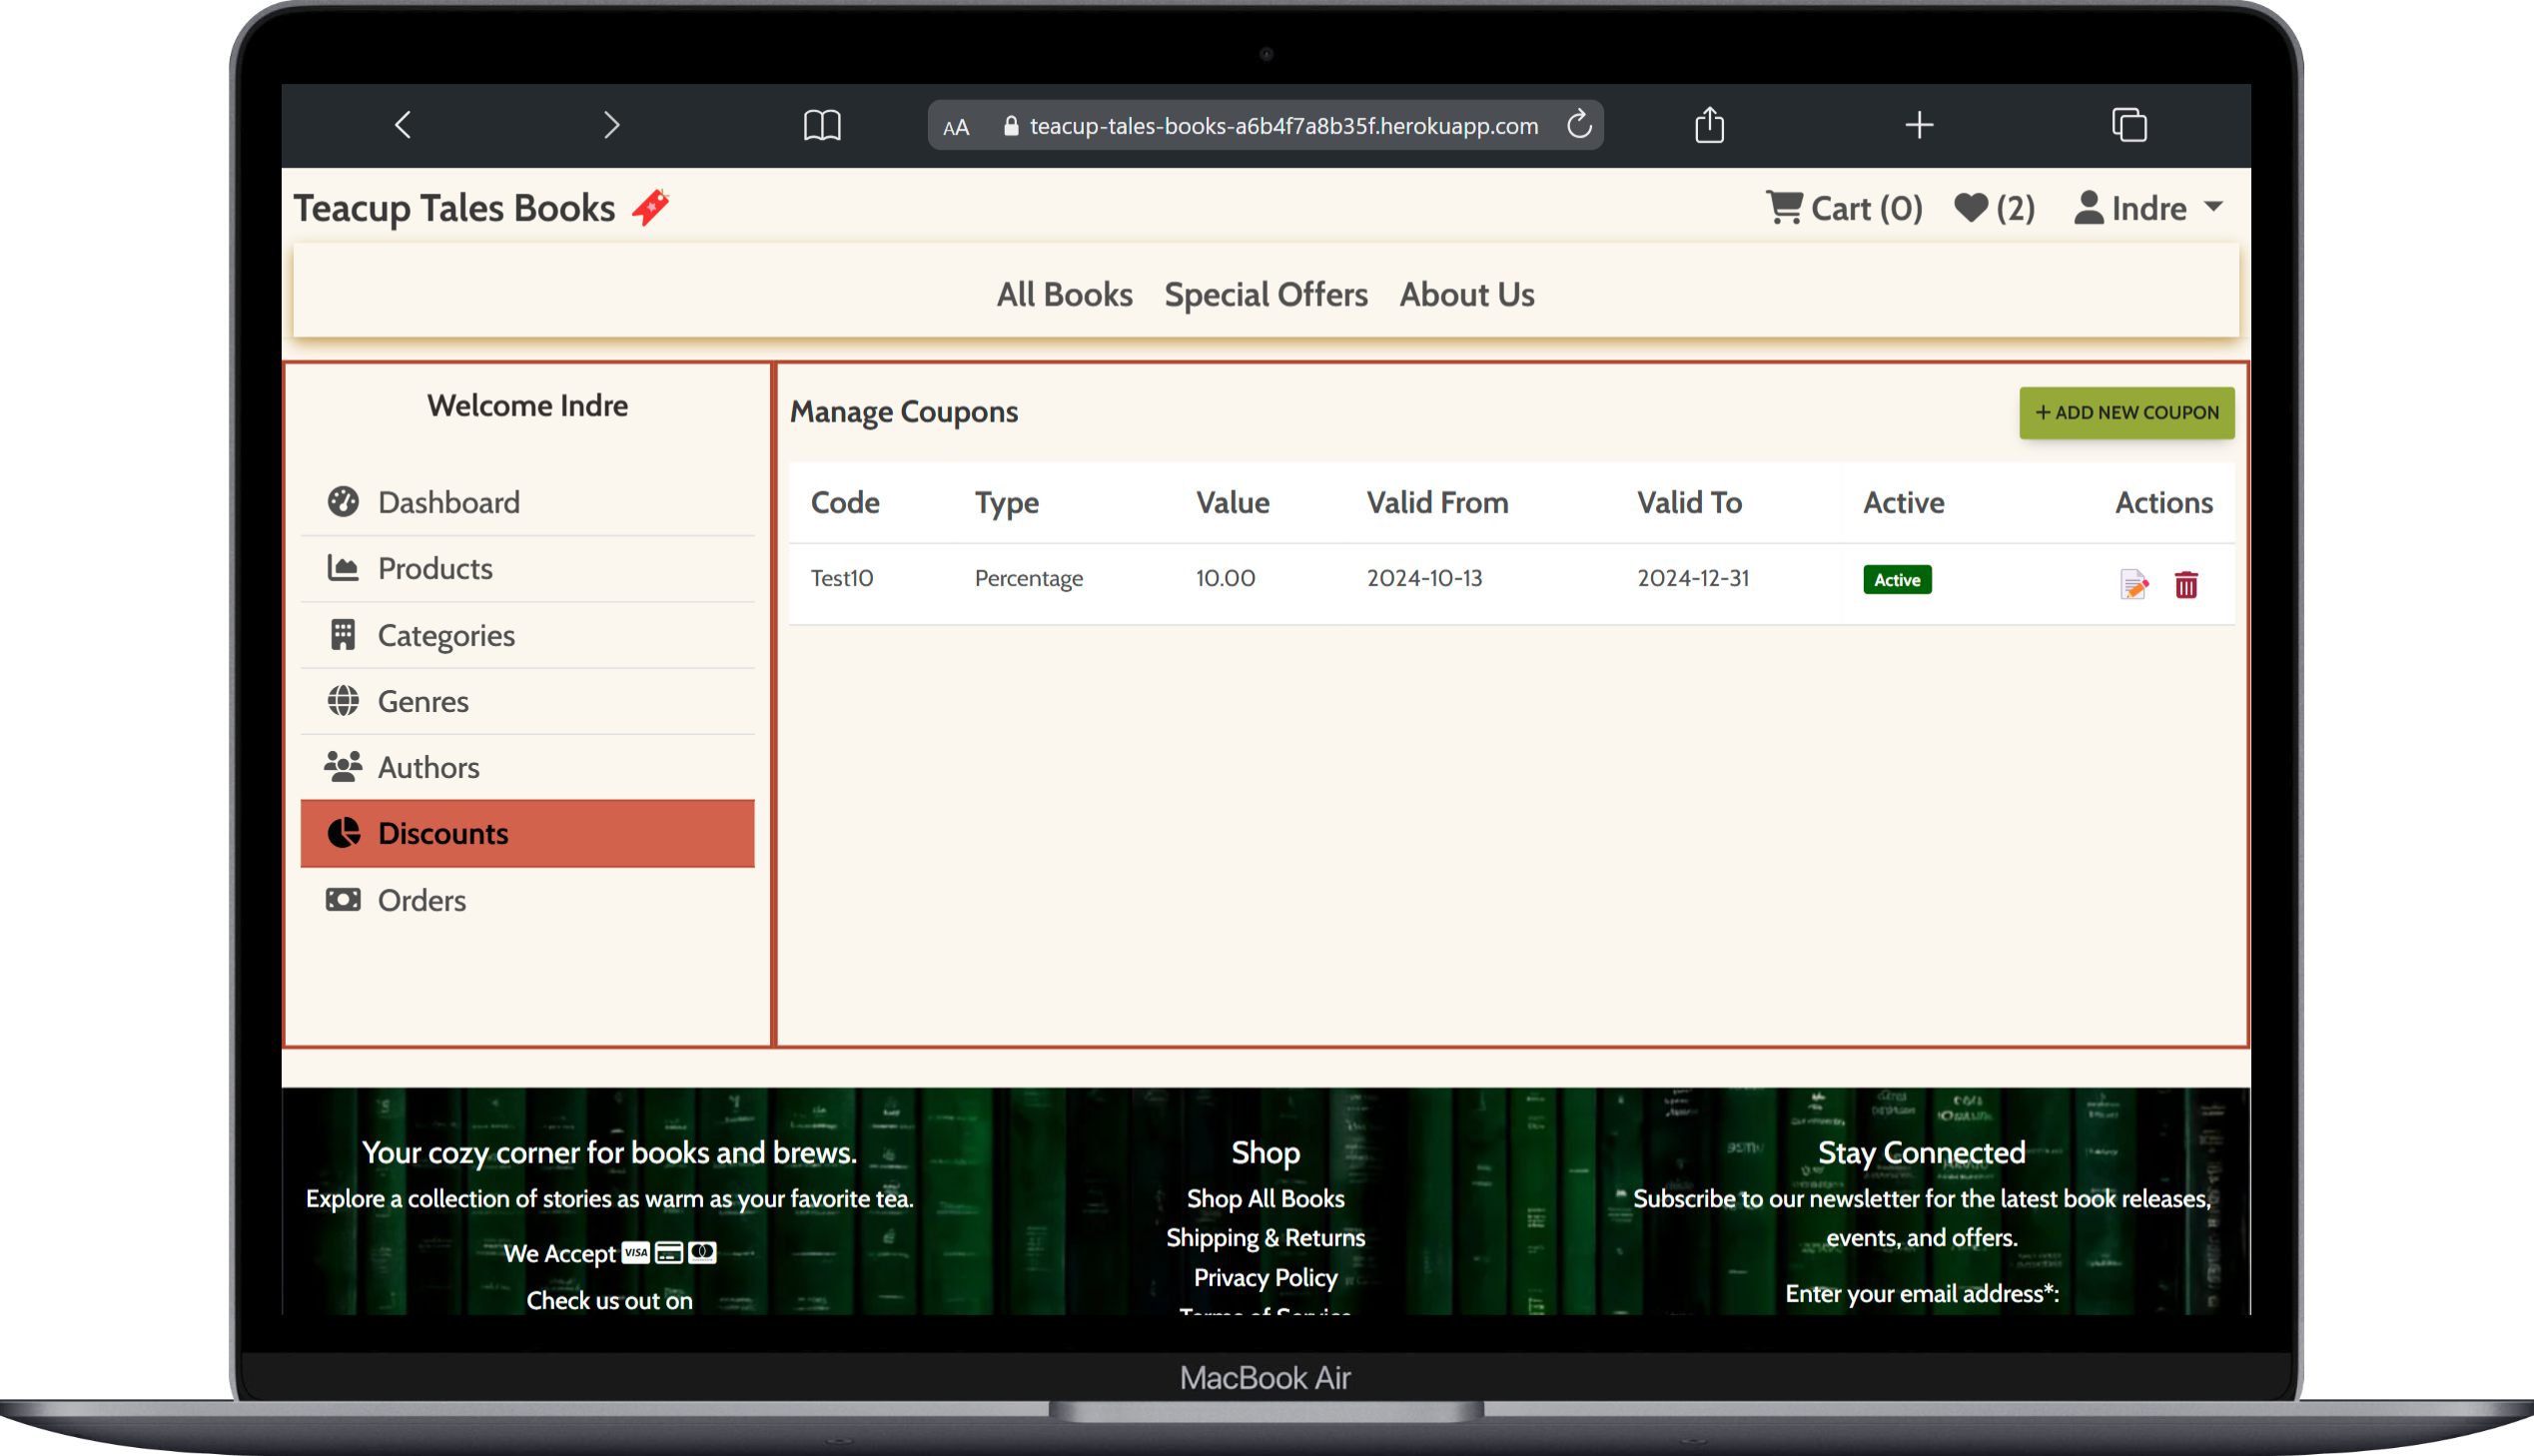 AA teacup-tales-books-a6b4f7a8b35f.herokuapp.com
Teacup Tales Books Cart (0) (2) Indre
All Books Special Offers About Us
Welcome Indre
Dashboard
Products
Categories
Genres
Authors
Discounts
Orders
Manage Coupons + ADD NEW COUPON
Code Type Value Valid From Valid To Active Actions
Test10 Percentage 10.00 2024-10-13 2024-12-31 Active
Your cozy corner for books and brews.
Explore a collection of stories as warm as your favorite tea.
We Accept VISA
Check us out on
Shop
Shop All Books
Shipping & Returns
Privacy Policy
Terms of Service
Stay Connected
Subscribe to our newsletter for the latest book releases,
events, and offers.
Enter your email address*:
MacBook Air